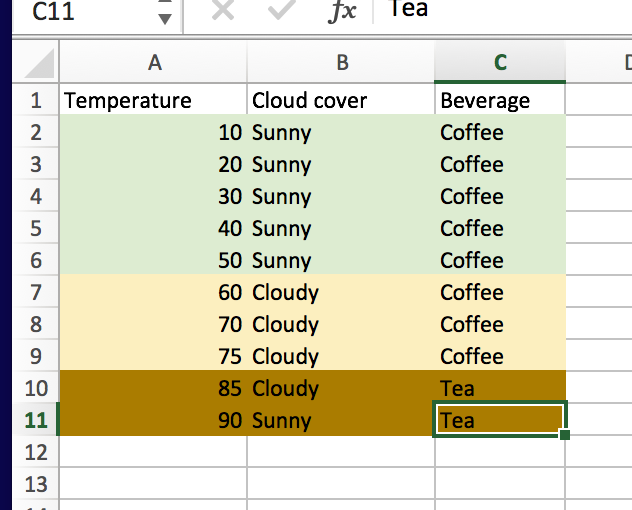 C11 fx Tea
A B C
1 Temperature Cloud cover Beverage
2 10 Sunny Coffee
3 20 Sunny Coffee
4 30 Sunny Coffee
5 40 Sunny Coffee
6 50 Sunny Coffee
7 60 Cloudy Coffee
8 70 Cloudy Coffee
9 75 Cloudy Coffee
10 85 Cloudy Tea
11 90 Sunny Tea
12
13